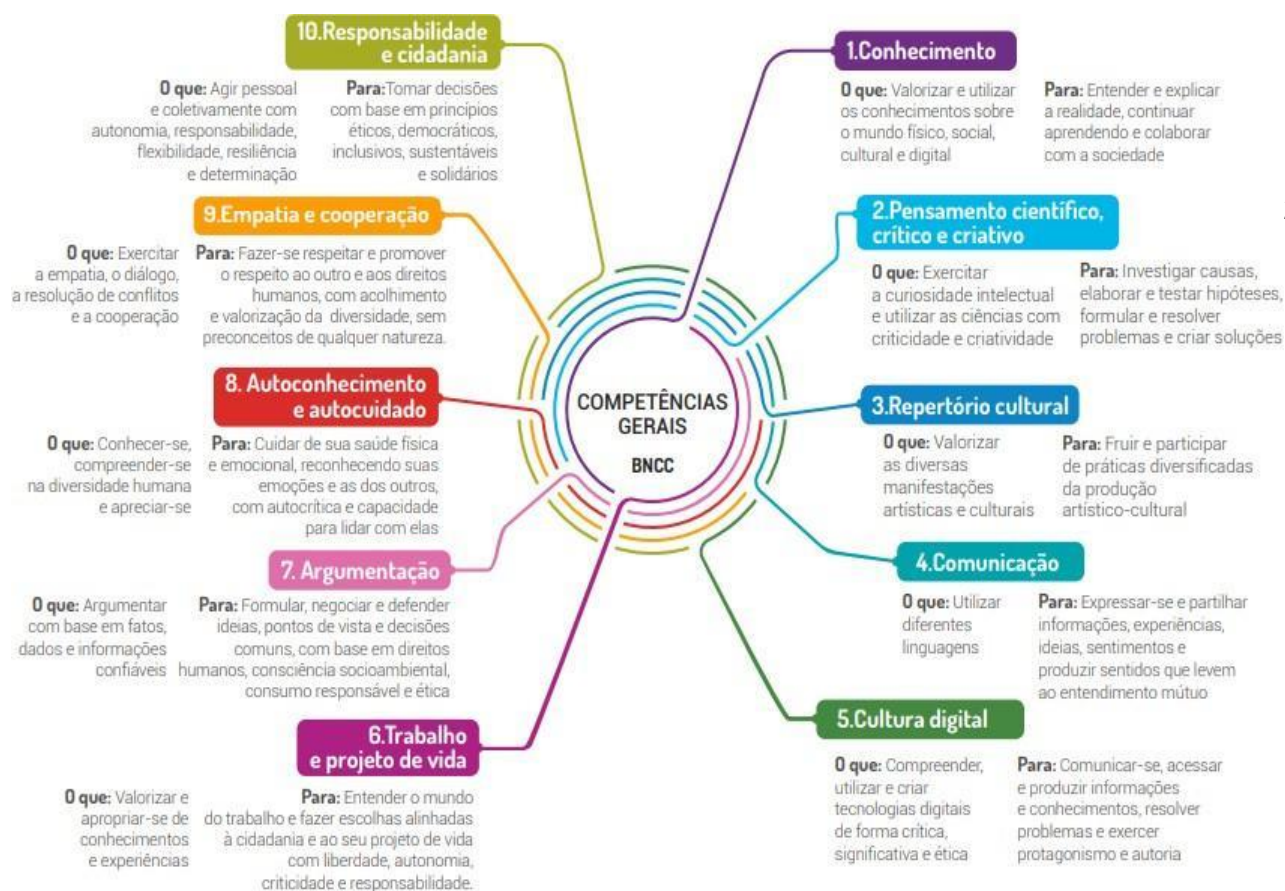 COMPETÊNCIAS
GERAIS
BNCC
1.Conhecimento
O que: Valorizar e utilizar
os conhecimentos sobre
o mundo físico, social,
cultural e digital
Para: Entender e explicar
a realidade, continuar
aprendendo e colaborar
com a sociedade
2.Pensamento científico,
crítico e criativo
O que: Exercitar
a curiosidade intelectual
e utilizar as ciências com
criticidade e criatividade
Para: Investigar causas,
elaborar e testar hipóteses,
formular e resolver
problemas e criar soluções
3.Repertório cultural
O que: Valorizar
as diversas
manifestações
artísticas e culturais
Para: Fruir e participar
de práticas diversificadas
da produção
artístico-cultural
4.Comunicação
O que: Utilizar
diferentes
linguagens
Para: Expressar-se e partilhar
informações, experiências,
ideias, sentimentos e
produzir sentidos que levem
ao entendimento mútuo
5.Cultura digital
O que: Compreender,
utilizar e criar
tecnologias digitais
de forma crítica,
significativa e ética
Para: Comunicar-se, acessar
e produzir informações
e conhecimentos, resolver
problemas e exercer
protagonismo e autoria
6.Trabalho
e projeto de vida
O que: Valorizar e
apropriar-se de
conhecimentos
e experiências
Para: Entender o mundo
do trabalho e fazer escolhas alinhadas
à cidadania e ao seu projeto de vida
com liberdade, autonomia,
criticidade e responsabilidade.
7. Argumentação
O que: Argumentar
com base em fatos,
dados e informações
confiáveis
Para: Formular, negociar e defender
ideias, pontos de vista e decisões
comuns, com base em direitos
humanos, consciência socioambiental,
consumo responsável e ética
8. Autoconhecimento
e autocuidado
O que: Conhecer-se,
compreender-se
na diversidade humana
e apreciar-se
Para: Cuidar de sua saúde física
e emocional, reconhecendo suas
emoções e as dos outros,
com autocrítica e capacidade
para lidar com elas
9.Empatia e cooperação
O que: Exercitar
a empatia, o diálogo,
a resolução de conflitos
e a cooperação
Para: Fazer-se respeitar e promover
o respeito ao outro e aos direitos
humanos, com acolhimento
e valorização da diversidade, sem
preconceitos de qualquer natureza.
10.Responsabilidade
e cidadania
O que: Agir pessoal
e coletivamente com
autonomia, responsabilidade,
flexibilidade, resiliência
e determinação
Para:Tomar decisões
com base em princípios
éticos, democráticos,
inclusivos, sustentáveis
e solidários